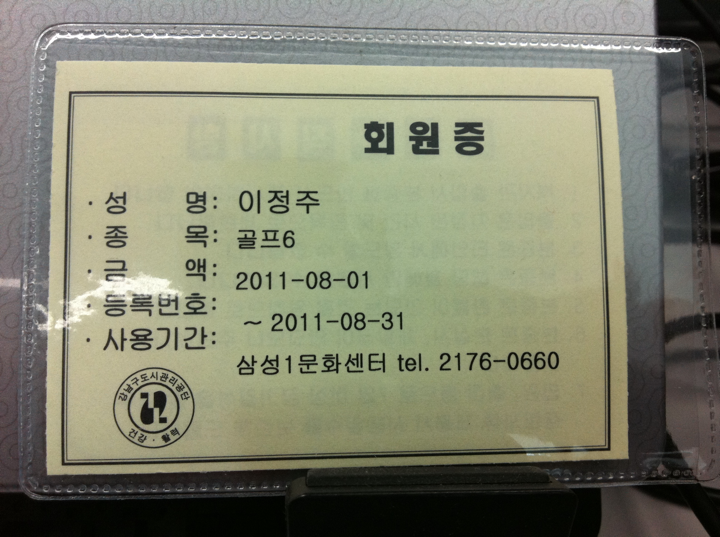 회원증
· 성 명: 이정주
· 종 목: 골프6
· 금 액: 2011-08-01
· 등록번호: ~ 2011-08-31
· 사용기간:
삼성1문화센터 tel. 2176-0660
강남구도시관리공단
건강 · 활력